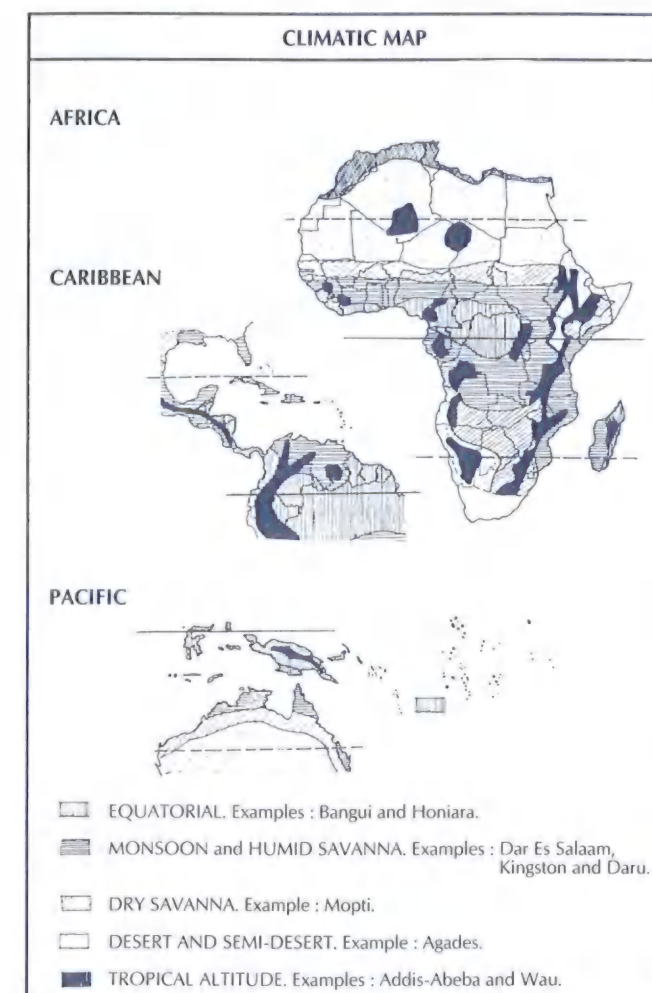 CLIMATIC MAP
AFRICA
CARIBBEAN
PACIFIC
EQUATORIAL. Examples : Bangui and Honiara.
MONSOON and HUMID SAVANNA. Examples : Dar Es Salaam,
Kingston and Daru.
DRY SAVANNA. Example : Mopti.
DESERT AND SEMI-DESERT. Example : Agades.
TROPICAL ALTITUDE. Examples : Addis-Abeba and Wau.